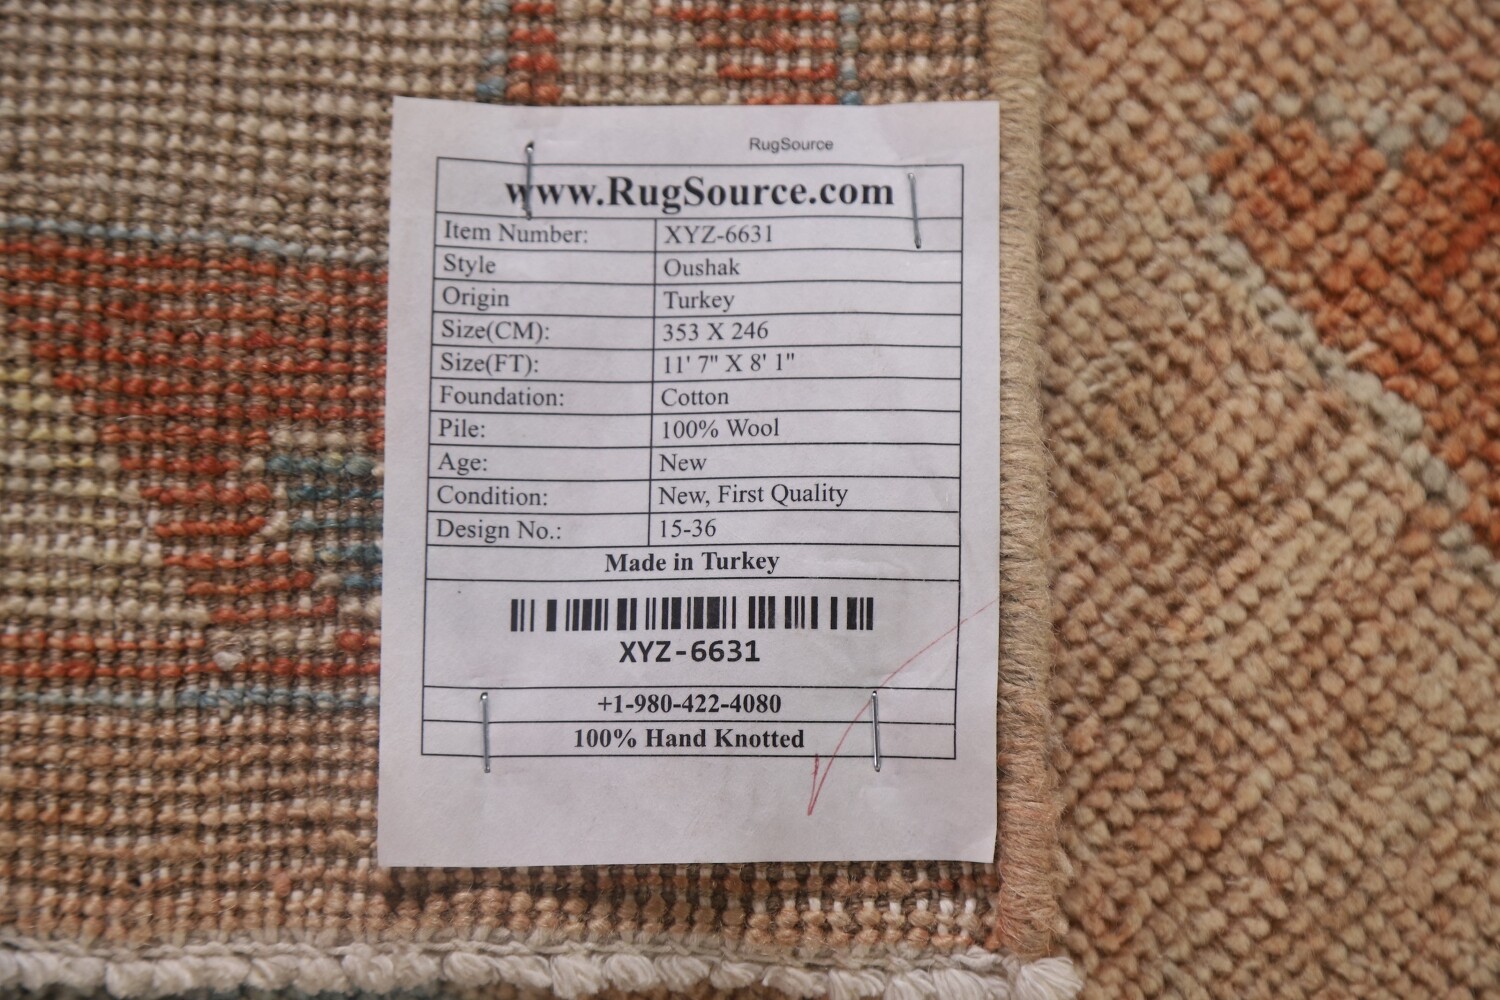 RugSource
www.RugSource.com
Item Number: XYZ-6631
Style Oushak
Origin Turkey
Size(CM): 353 X 246
Size(FT): 11' 7" X 8' 1"
Foundation: Cotton
Pile: 100% Wool
Age: New
Condition: New, First Quality
Design No.: 15-36
Made in Turkey
XYZ-6631
+1-980-422-4080
100% Hand Knotted